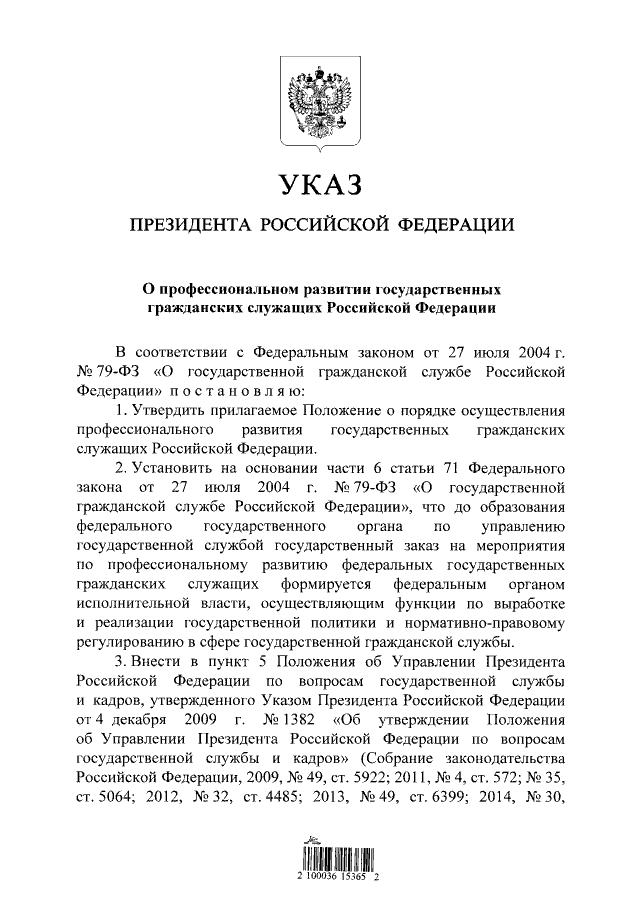 УКАЗ
ПРЕЗИДЕНТА РОССИЙСКОЙ ФЕДЕРАЦИИ
О профессиональном развитии государственных
гражданских служащих Российской Федерации
В соответствии с Федеральным законом от 27 июля 2004 г.
№ 79-ФЗ «О государственной гражданской службе Российской
Федерации» п о с т а н о в л я ю:
1. Утвердить прилагаемое Положение о порядке осуществления
профессионального развития государственных гражданских
служащих Российской Федерации.
2. Установить на основании части 6 статьи 71 Федерального
закона от 27 июля 2004 г. № 79-ФЗ «О государственной
гражданской службе Российской Федерации», что до образования
федерального государственного органа по управлению
государственной службой государственный заказ на мероприятия
по профессиональному развитию федеральных государственных
гражданских служащих формируется федеральным органом
исполнительной власти, осуществляющим функции по выработке
и реализации государственной политики и нормативно-правовому
регулированию в сфере государственной гражданской службы.
3. Внести в пункт 5 Положения об Управлении Президента
Российской Федерации по вопросам государственной службы
и кадров, утвержденного Указом Президента Российской Федерации
от 4 декабря 2009 г. № 1382 «Об утверждении Положения
об Управлении Президента Российской Федерации по вопросам
государственной службы и кадров» (Собрание законодательства
Российской Федерации, 2009, № 49, ст. 5922; 2011, № 4, ст. 572; № 35,
ст. 5064; 2012, № 32, ст. 4485; 2013, № 49, ст. 6399; 2014, № 30,
2 100036 15365 2